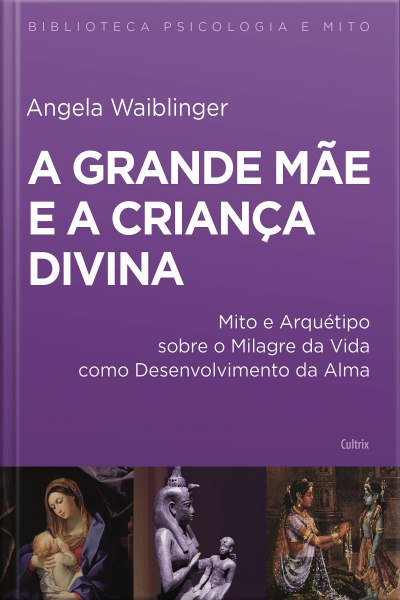 BIBLIOTECA PSICOLOGIA E MITO
Angela Waiblinger
A GRANDE MÃE
E A CRIANÇA
DIVINA
Mito e Arquétipo
sobre o Milagre da Vida
como Desenvolvimento da Alma
Cultrix